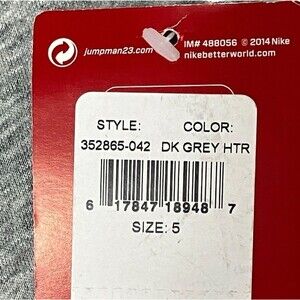 jumpman23.com
IM# 488056 © 2014 Nike
nikebetterworld.com
STYLE: COLOR:
352865-042 DK GREY HTR
6 17847 18948 7
SIZE: 5